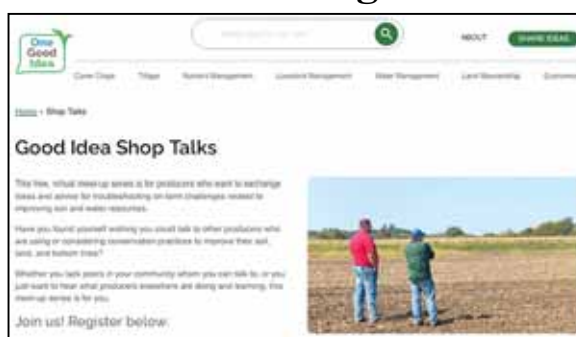 One
Good
Idea
ABOUT
SHARE IDEAS
Cover Crops Tillage Nutrient Management Livestock Management Water Management Land Stewardship
Home » Shop Talks
Good Idea Shop Talks
This free, virtual meet-up series is for producers who want to exchange
ideas and advice for troubleshooting on-farm challenges related to
improving soil and water resources.
Have you found yourself wishing you could talk to other producers who
are using or considering conservation practices to improve their soil,
land, and bottom lines?
Whether you lack peers in your community whom you can talk to, or you
just want to hear what producers elsewhere are doing and learning, this
meet-up series is for you.
Join us! Register below.